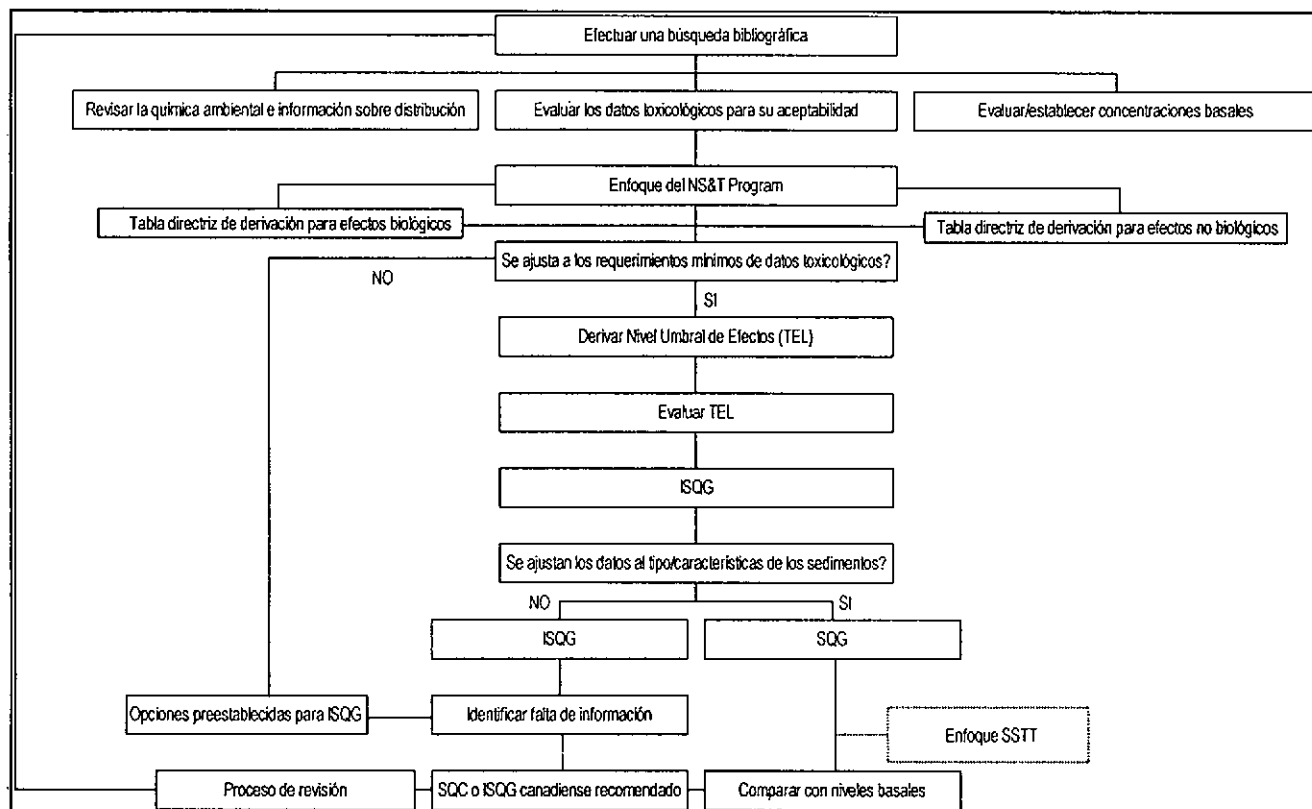 Efectuar una búsqueda bibliográfica
Revisar la química ambiental e información sobre distribución
Evaluar los datos toxicológicos para su aceptabilidad
Evaluar/establecer concentraciones basales
Enfoque del NS&T Program
Tabla directriz de derivación para efectos biológicos
Tabla directriz de derivación para efectos no biológicos
Se ajusta a los requerimientos mínimos de datos toxicológicos?
NO
SI
Derivar Nivel Umbral de Efectos (TEL)
Evaluar TEL
ISQG
Se ajustan los datos al tipo/características de los sedimentos?
NO
SI
ISQG
SQG
Opciones preestablecidas para ISQG
Identificar falta de información
Enfoque SSTT
Proceso de revisión
SQC o ISQG canadiense recomendado
Comparar con niveles basales